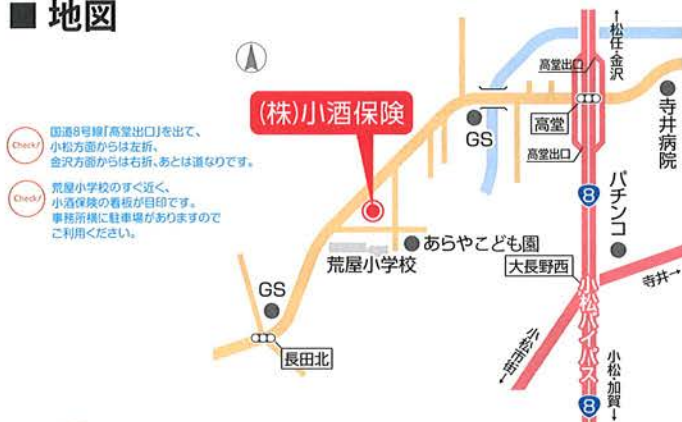 ■ 地図
↑松任・金沢
高堂出口
寺井病院
(株)小酒保険
GS
高堂
高堂出口
Check!
国道8号線「高堂出口」を出て、
小松方面からは左折、
金沢方面からは右折、あとは道なりです。
8
パチンコ
Check!
荒屋小学校のすぐ近く、
小酒保険の看板が目印です。
事務所横に駐車場がありますので
ご利用ください。
あらやこども園
荒屋小学校
大長野西
寺井→
GS
小松バイパス
長田北
小松市街↓
小松・加賀↓
8